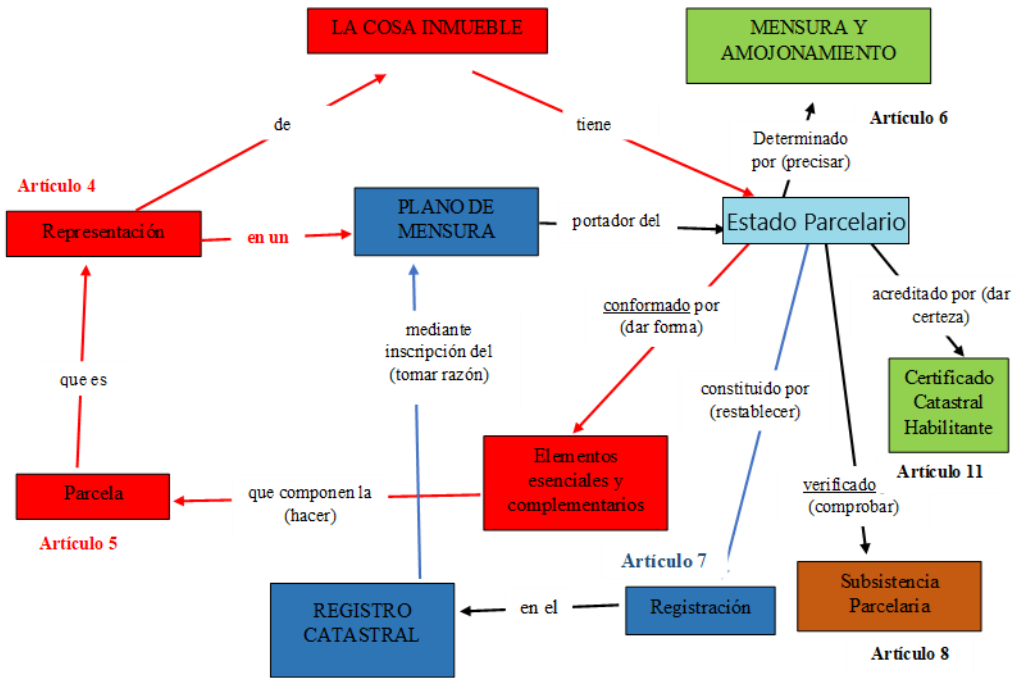 LA COSA INMUEBLE
MENSURA Y
AMOJONAMIENTO
Artículo 6
de
tiene
Determinado
por (precisar)
Artículo 4
Representación
en un
PLANO DE
MENSURA
portador del
Estado Parcelario
conformado por
(dar forma)
acreditado por (dar
certeza)
mediante
inscripción del
(tomar razón)
que es
constituido por
(restablecer)
Certificado
Catastral
Habilitante
Artículo 11
Elementos
esenciales y
complementarios
Parcela
que componen la
(hacer)
verificado
(comprobar)
Artículo 5
Artículo 7
REGISTRO
CATASTRAL
en el
Registración
Subsistencia
Parcelaria
Artículo 8